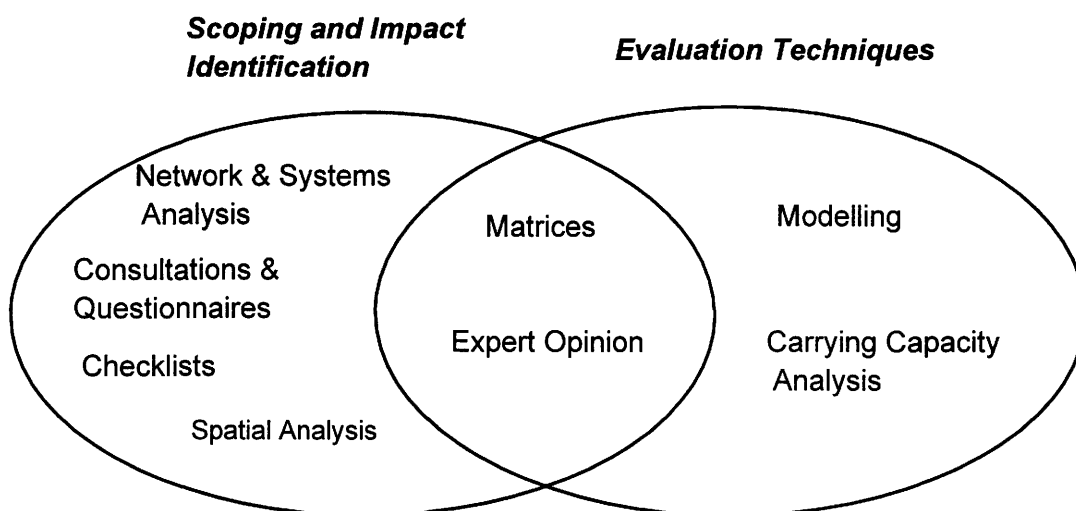 Scoping and Impact
Identification
Evaluation Techniques
Network & Systems
Analysis
Consultations &
Questionnaires
Checklists
Spatial Analysis
Matrices
Expert Opinion
Modelling
Carrying Capacity
Analysis